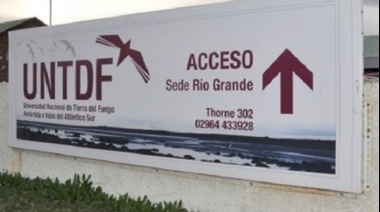 UNTDF
Universidad Nacional de Tierra del Fuego
Antártida e Islas del Atlántico Sur
ACCESO
Sede Río Grande
Thorne 302
02964 433928